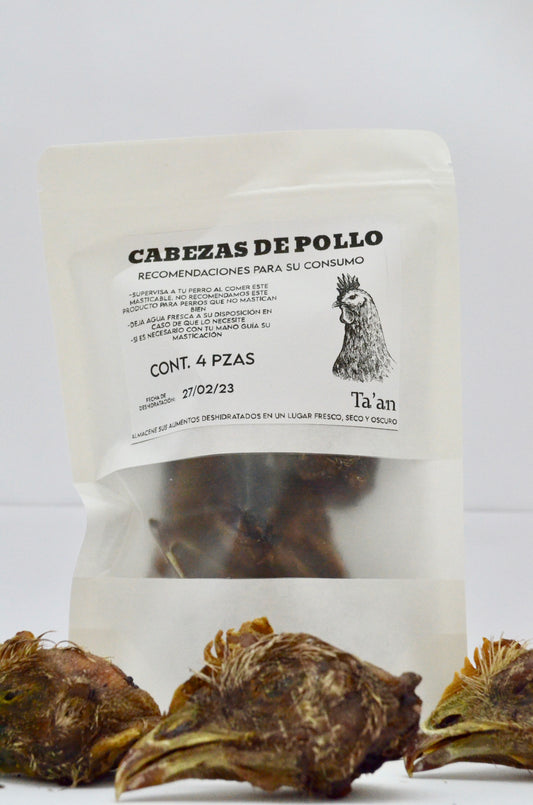 CABEZAS DE POLLO
RECOMENDACIONES PARA SU CONSUMO
-SUPERVISA A TU PERRO AL COMER ESTE
MASTICABLE. NO RECOMENDAMOS ESTE
PRODUCTO PARA PERROS QUE NO MASTICAN
BIEN
-DEJA AGUA FRESCA A SU DISPOSICIÓN EN
CASO DE QUE LO NECESITE
-SI ES NECESARIO CON TU MANO GUÍA SU
MASTICACIÓN
CONT. 4 PZAS
FECHA DE
DESHIDRATACIÓN: 27/02/23
Ta'an
ALMACENE SUS ALIMENTOS DESHIDRATADOS EN UN LUGAR FRESCO, SECO Y OSCURO